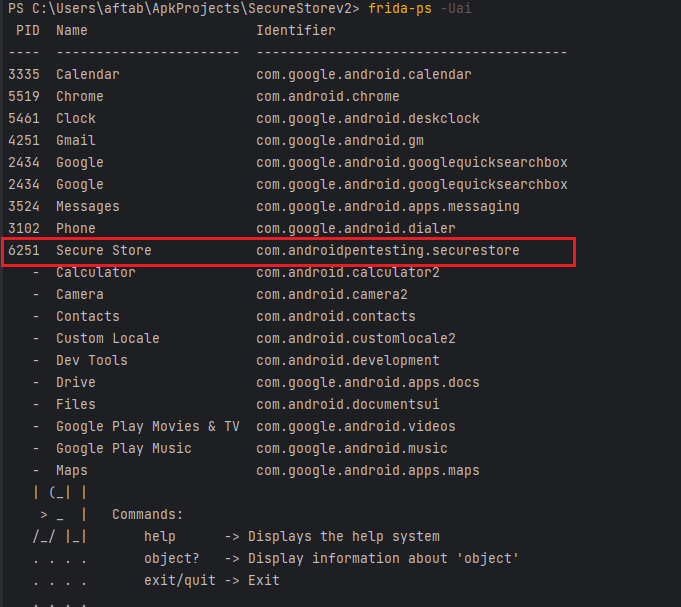 PS C:\Users\aftab\ApkProjects\SecureStorev2> frida-ps -Uai
 PID  Name                     Identifier
----  -----------------------  ---------------------------------------
3335  Calendar                 com.google.android.calendar
5519  Chrome                   com.android.chrome
5461  Clock                    com.google.android.deskclock
4251  Gmail                    com.google.android.gm
2434  Google                   com.google.android.googlequicksearchbox
2434  Google                   com.google.android.googlequicksearchbox
3524  Messages                 com.google.android.apps.messaging
3102  Phone                    com.google.android.dialer
6251  Secure Store             com.androidpentesting.securestore
   -  Calculator               com.android.calculator2
   -  Camera                   com.android.camera2
   -  Contacts                 com.android.contacts
   -  Custom Locale            com.android.customlocale2
   -  Dev Tools                com.android.development
   -  Drive                    com.google.android.apps.docs
   -  Files                    com.android.documentsui
   -  Google Play Movies & TV  com.google.android.videos
   -  Google Play Music        com.google.android.music
   -  Maps                     com.google.android.apps.maps
   | (_| |
    > _  |   Commands:
   /_/ |_|       help      -> Displays the help system
   . . . .       object?   -> Display information about 'object'
   . . . .       exit/quit -> Exit
   . . . .